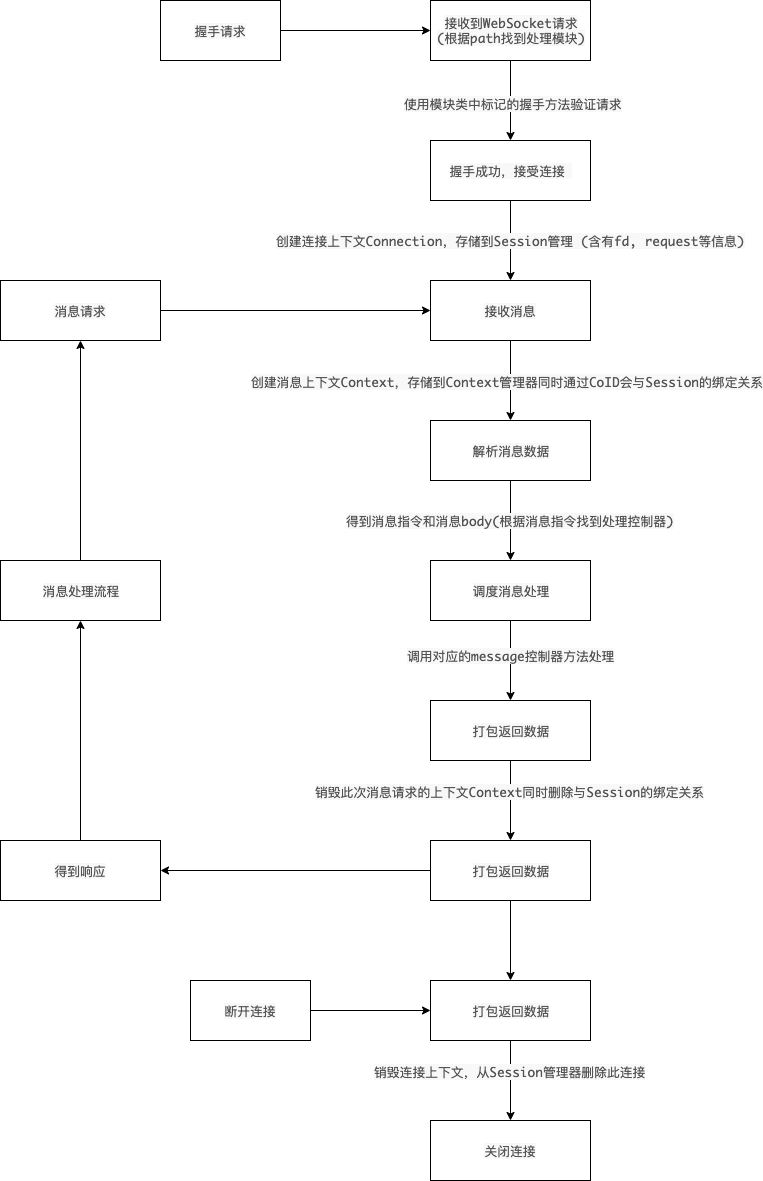 握手请求
接收到WebSocket请求
(根据path找到处理模块)
使用模块类中标记的握手方法验证请求
握手成功，接受连接
创建连接上下文Connection，存储到Session管理 (含有fd, request等信息)
消息请求
接收消息
创建消息上下文Context，存储到Context管理器同时通过CoID会与Session的绑定关系
解析消息数据
得到消息指令和消息body(根据消息指令找到处理控制器)
消息处理流程
调度消息处理
调用对应的message控制器方法处理
打包返回数据
销毁此次消息请求的上下文Context同时删除与Session的绑定关系
得到响应
打包返回数据
断开连接
打包返回数据
销毁连接上下文，从Session管理器删除此连接
关闭连接